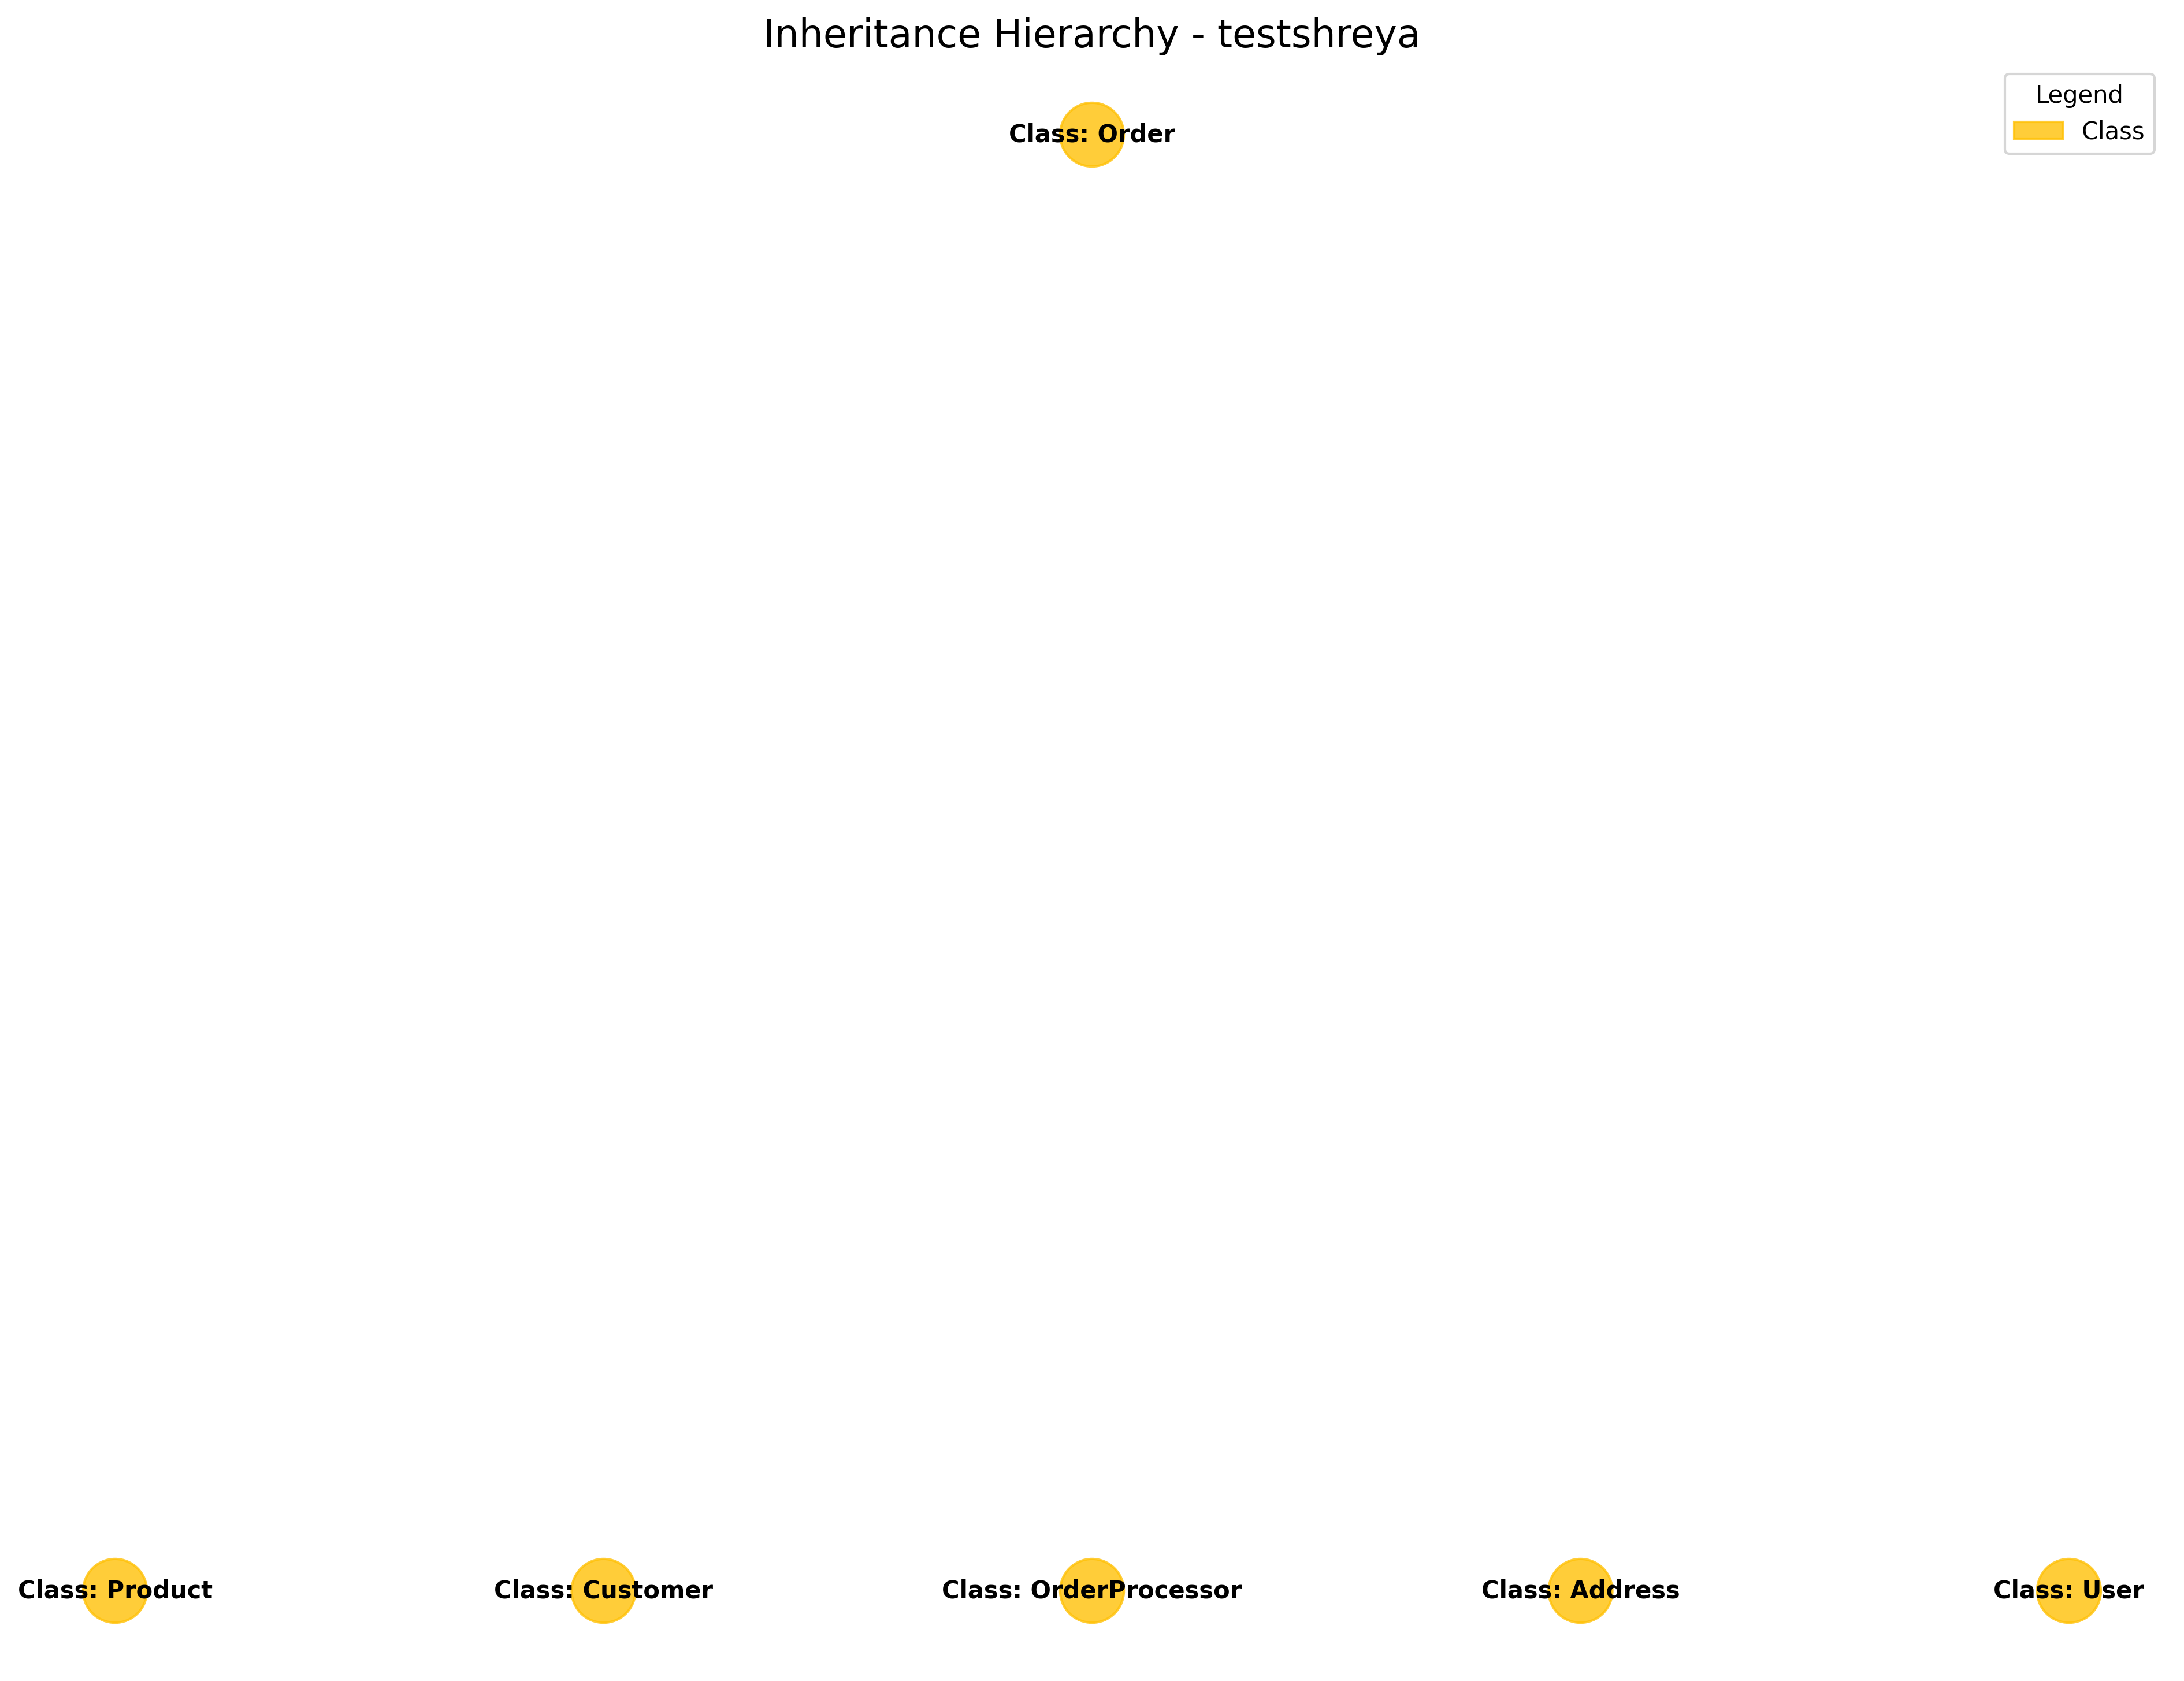 Inheritance Hierarchy - testshreya
Legend
Class
Class: Order
Class: Product
Class: Customer
Class: OrderProcessor
Class: Address
Class: User